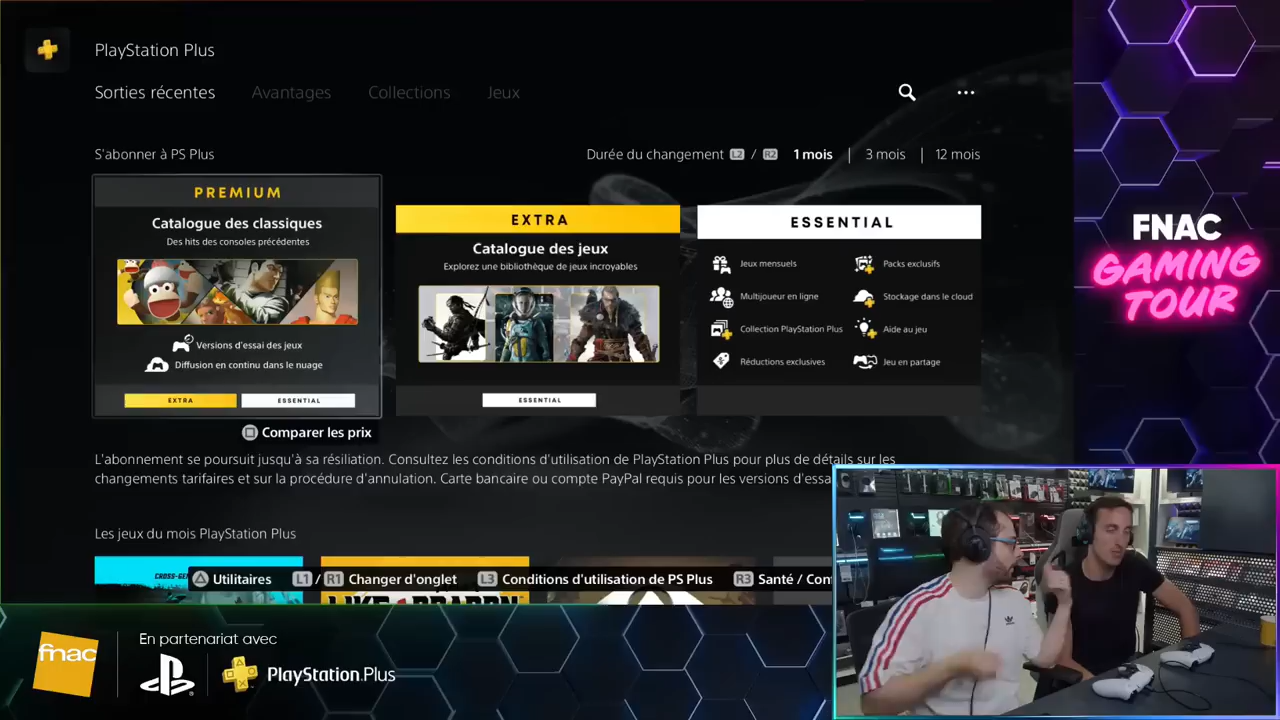 PlayStation Plus
Sorties récentes
Avantages
Collections
Jeux
S'abonner à PS Plus
Durée du changement L2 / R2 1 mois | 3 mois | 12 mois
PREMIUM
Catalogue des classiques
Des hits des consoles précédentes
Versions d'essai des jeux
Diffusion en continu dans le nuage
EXTRA
ESSENTIAL
EXTRA
Catalogue des jeux
Explorez une bibliothèque de jeux incroyables
ESSENTIAL
ESSENTIAL
Jeux mensuels
Packs exclusifs
Multijoueur en ligne
Stockage dans le cloud
Collection PlayStation Plus
Aide au jeu
Réductions exclusives
Jeu en partage
Comparer les prix
L'abonnement se poursuit jusqu'à sa résiliation. Consultez les conditions d'utilisation de PlayStation Plus pour plus de détails sur les
changements tarifaires et sur la procédure d'annulation. Carte bancaire ou compte PayPal requis pour les versions d'essa
Les jeux du mois PlayStation Plus
CROSS-GE
LIKE A DRAGON
Utilitaires
L1 / R1 Changer d'onglet
L3 Conditions d'utilisation de PS Plus
R3 Santé / Con
FNAC
GAMING
TOUR
fnac
En partenariat avec
PlayStation.Plus